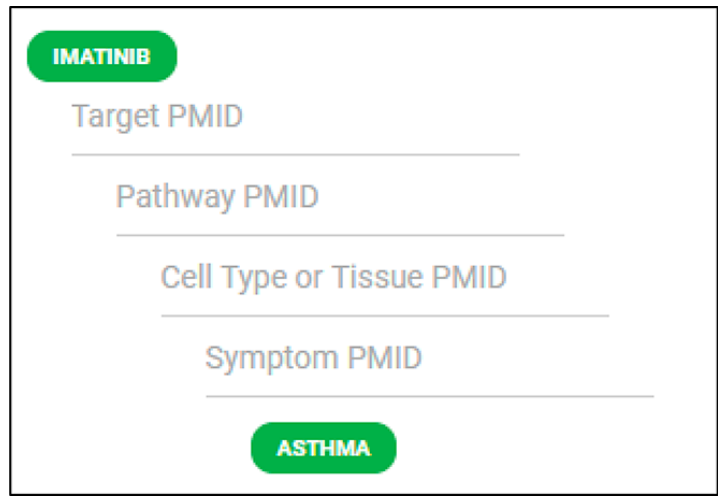 IMATINIB
Target PMID
Pathway PMID
Cell Type or Tissue PMID
Symptom PMID
ASTHMA